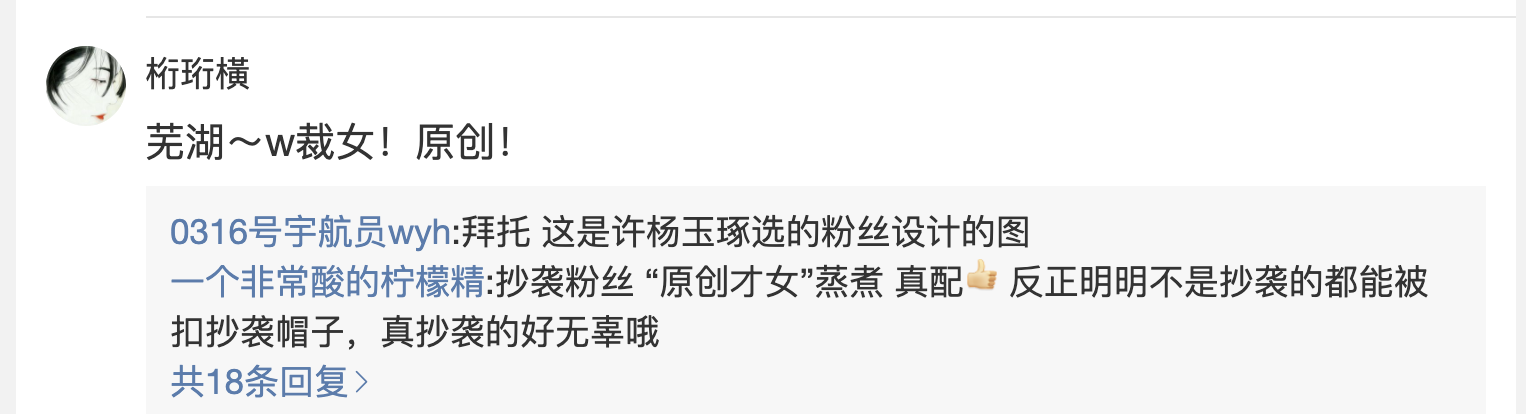 桁珩橫
芜湖～w裁女！原创！
0316号宇航员wyh:拜托 这是许杨玉琢选的粉丝设计的图
一个非常酸的柠檬精:抄袭粉丝 “原创才女”蒸煮 真配👍 反正明明不是抄袭的都能被
扣抄袭帽子，真抄袭的好无辜哦
共18条回复>